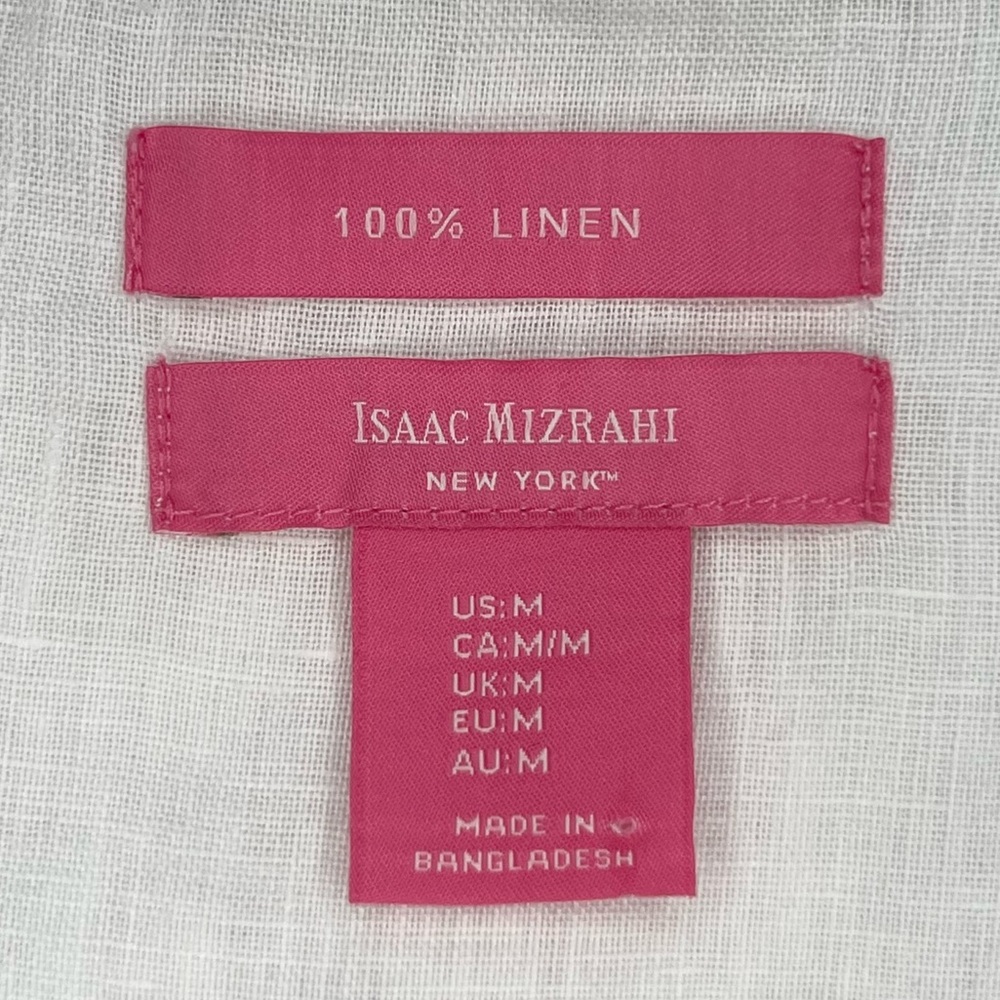 100% LINEN
ISAAC MIZRAHI
NEW YORK™
US:M
CA:M/M
UK:M
EU:M
AU:M
MADE IN
BANGLADESH